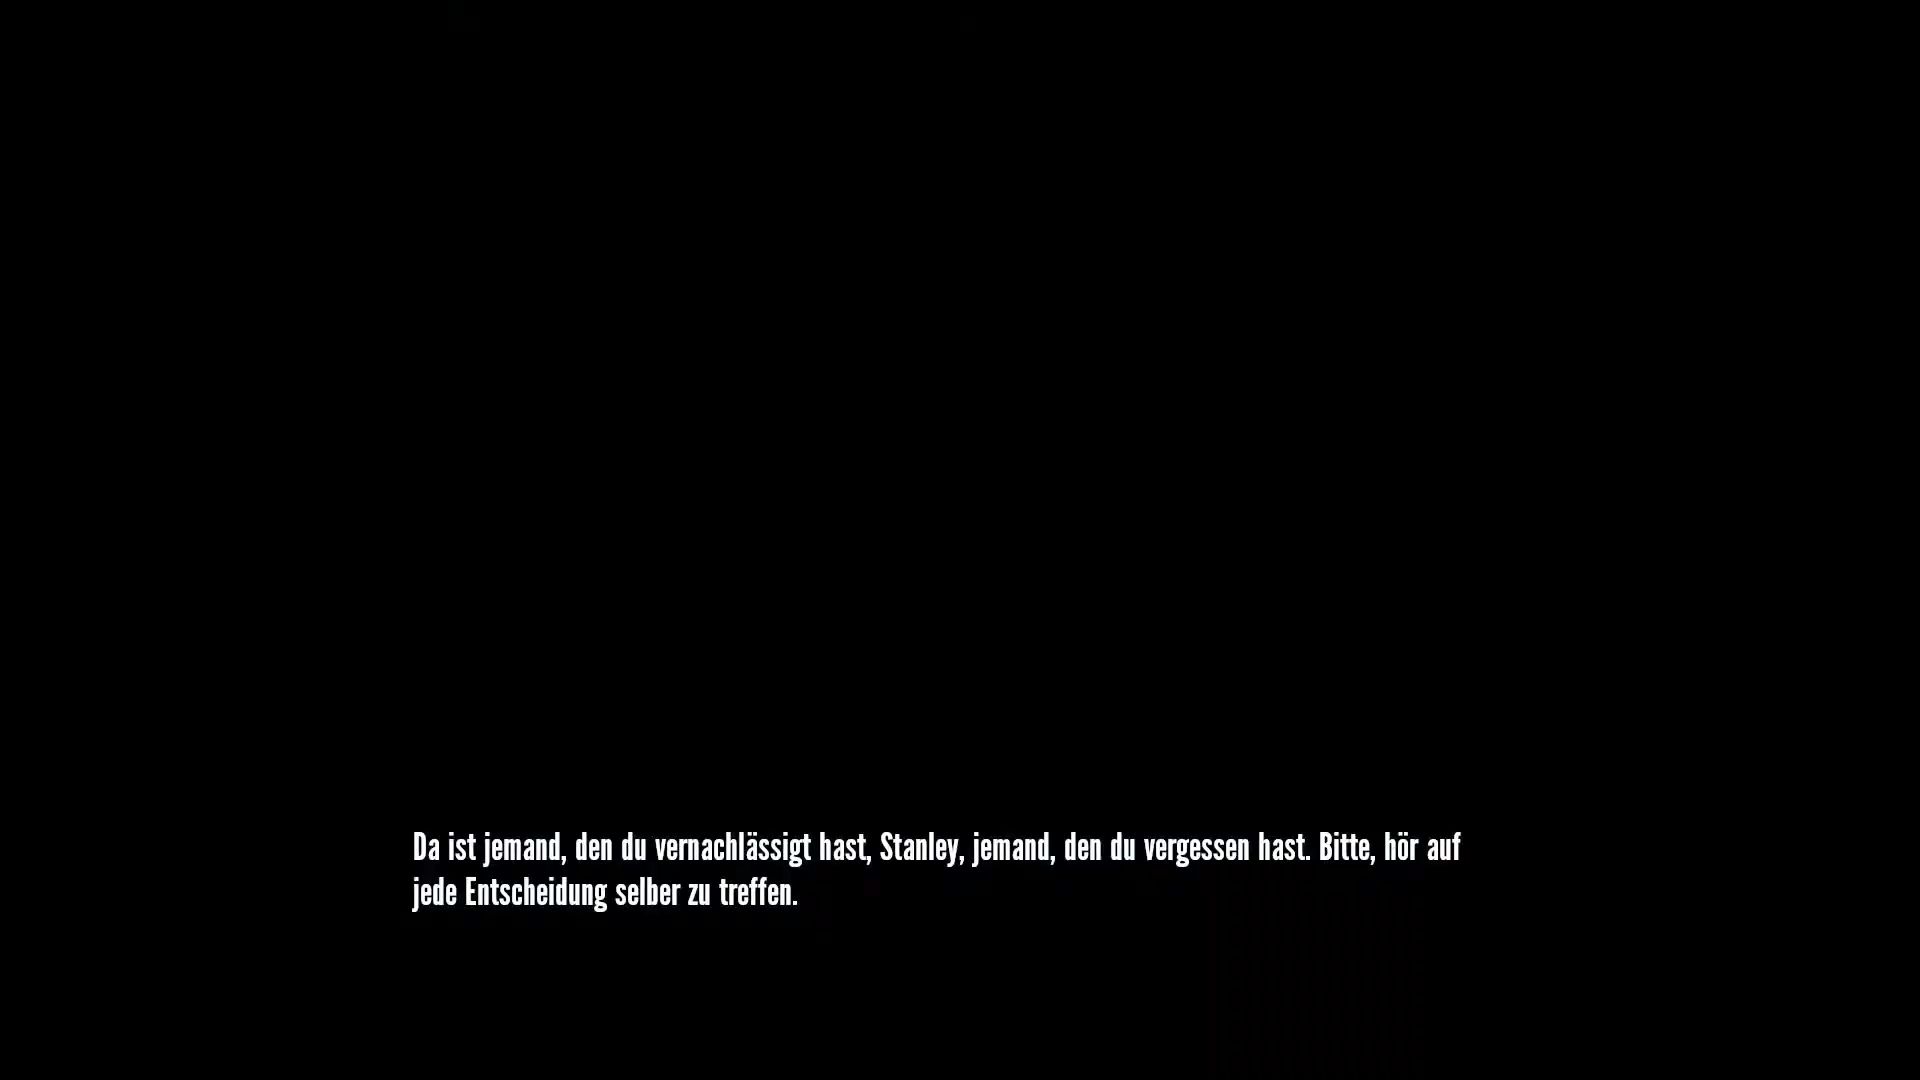 Da ist jemand, den du vernachlässigt hast, Stanley, jemand, den du vergessen hast. Bitte, hör auf
jede Entscheidung selber zu treffen.